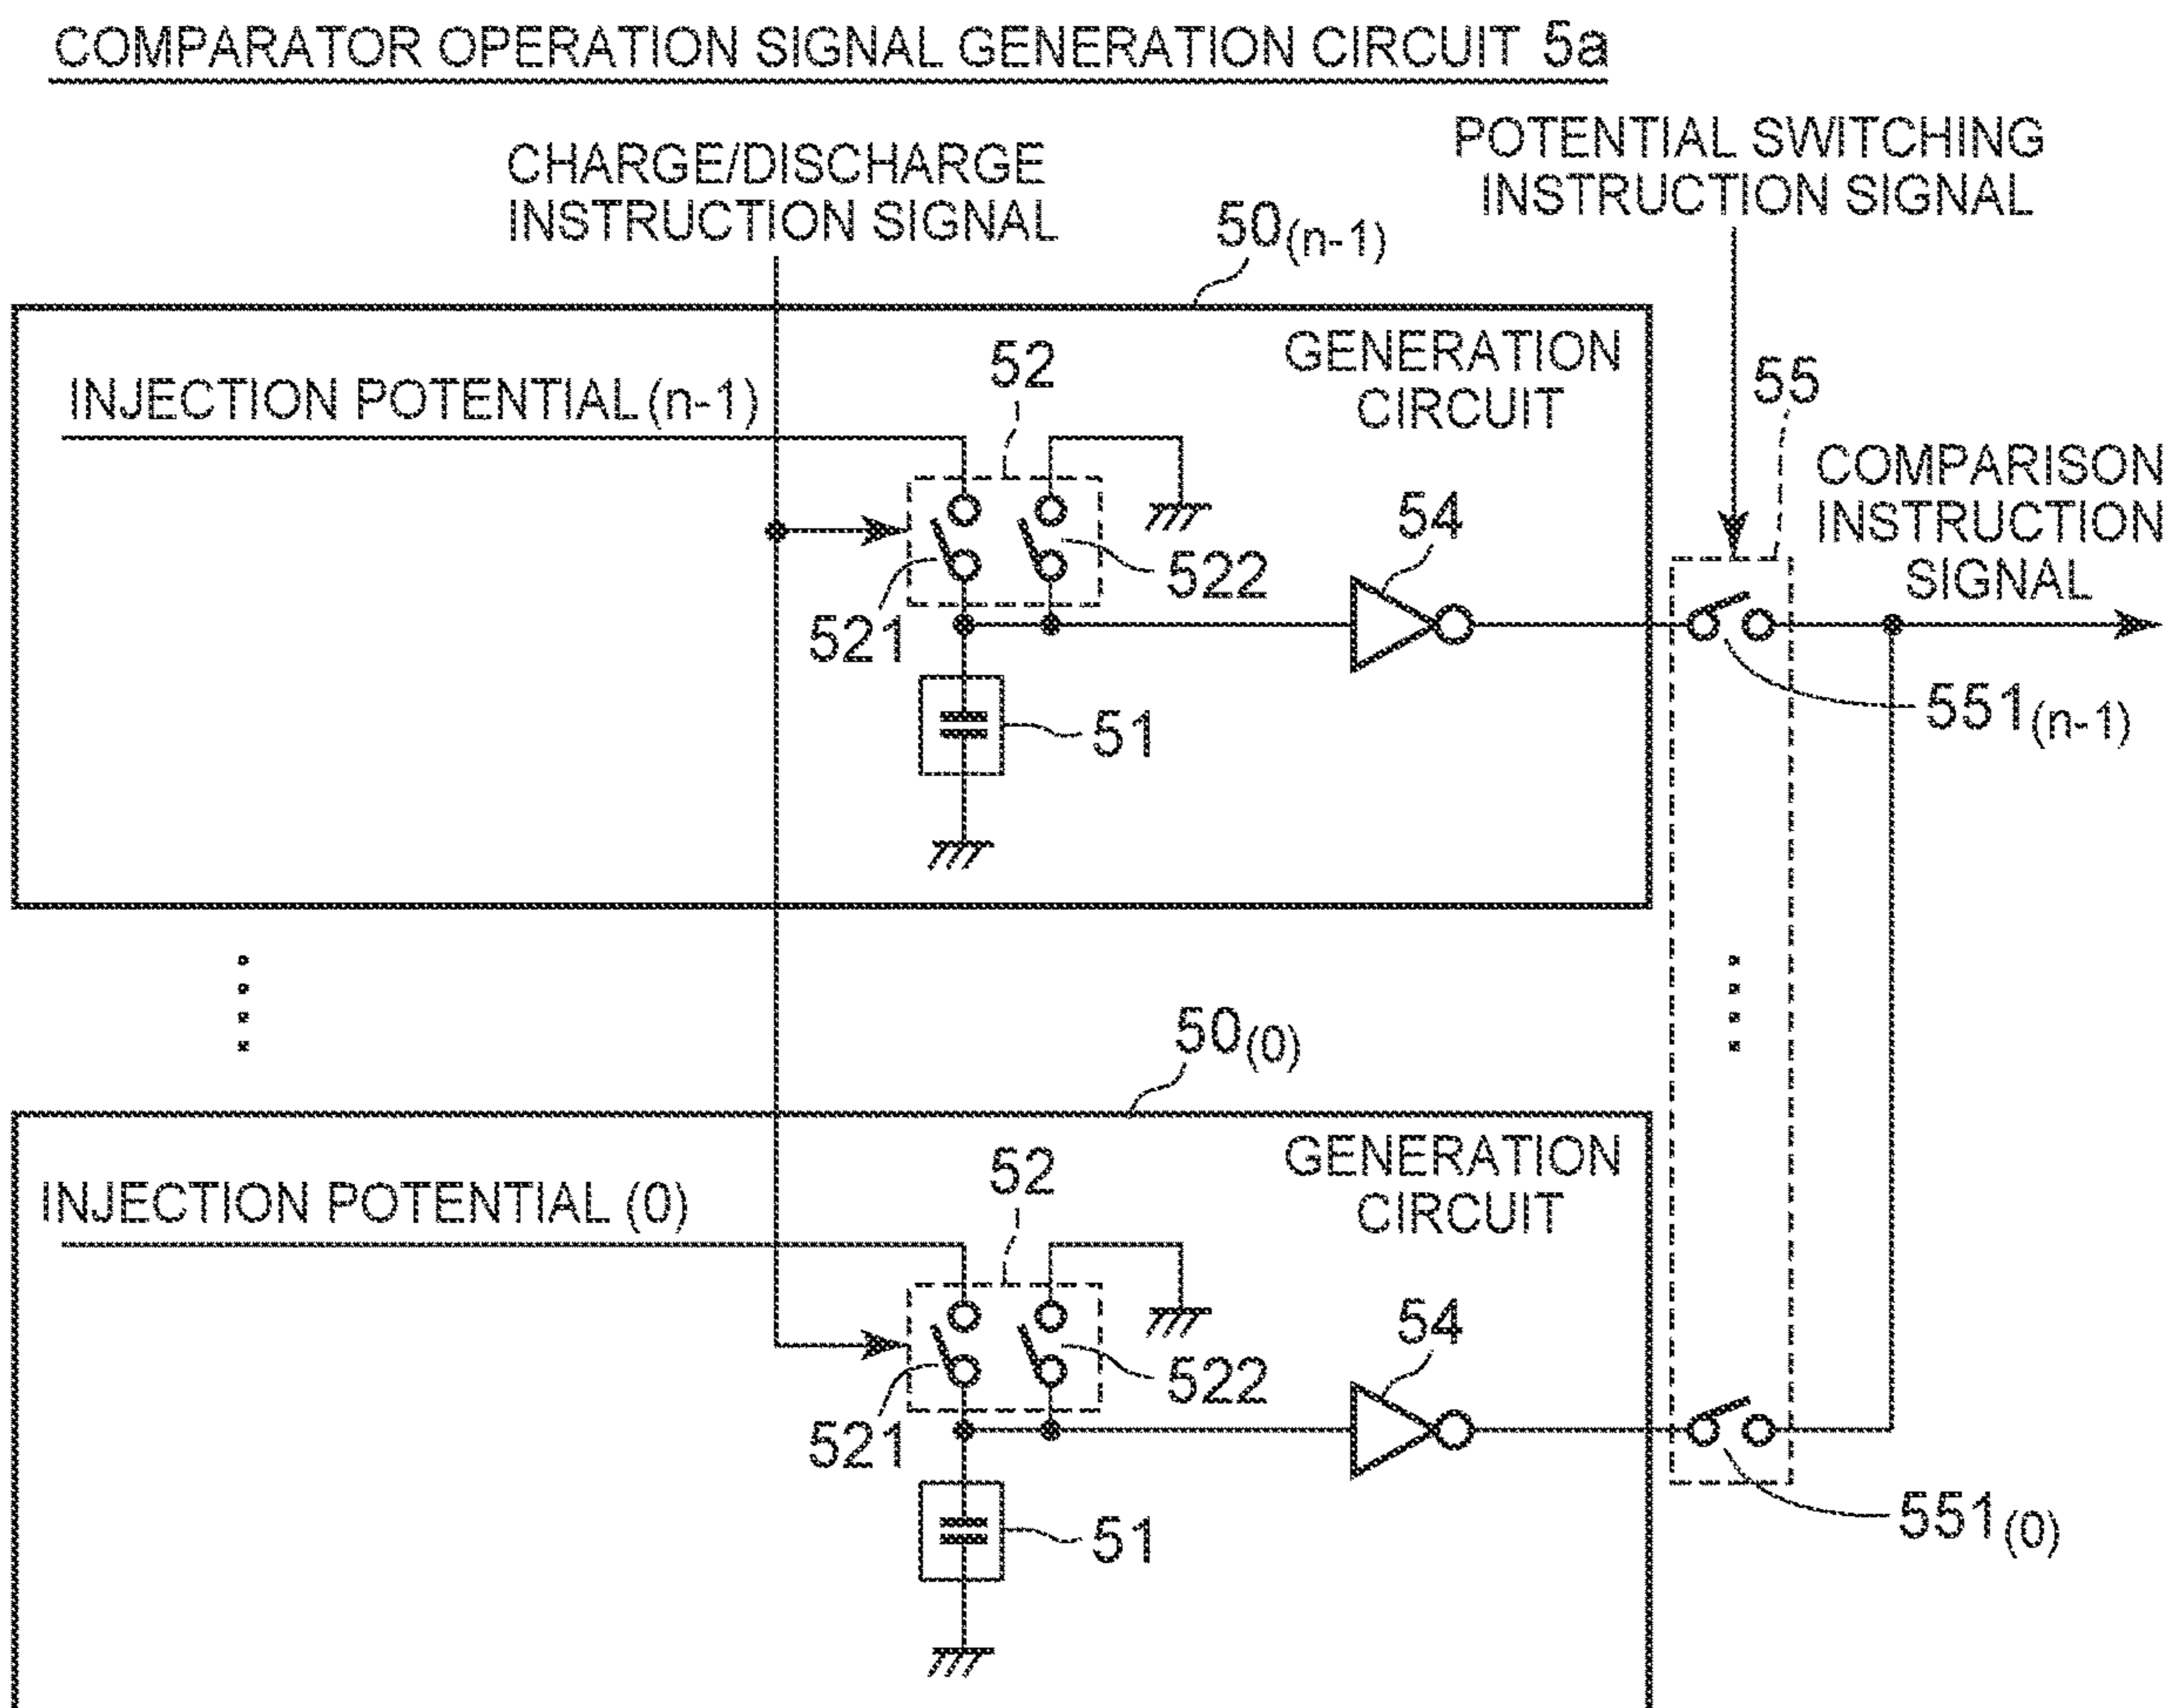 COMPARATOR OPERATION SIGNAL GENERATION CIRCUIT 5a
CHARGE/DISCHARGE
INSTRUCTION SIGNAL
POTENTIAL SWITCHING
INSTRUCTION SIGNAL
50(n-1)
GENERATION
CIRCUIT
INJECTION POTENTIAL (n-1)
52
55
COMPARISON
INSTRUCTION
SIGNAL
54
522
521
51
551(n-1)
50(0)
GENERATION
CIRCUIT
INJECTION POTENTIAL (0)
52
54
522
521
51
551(0)